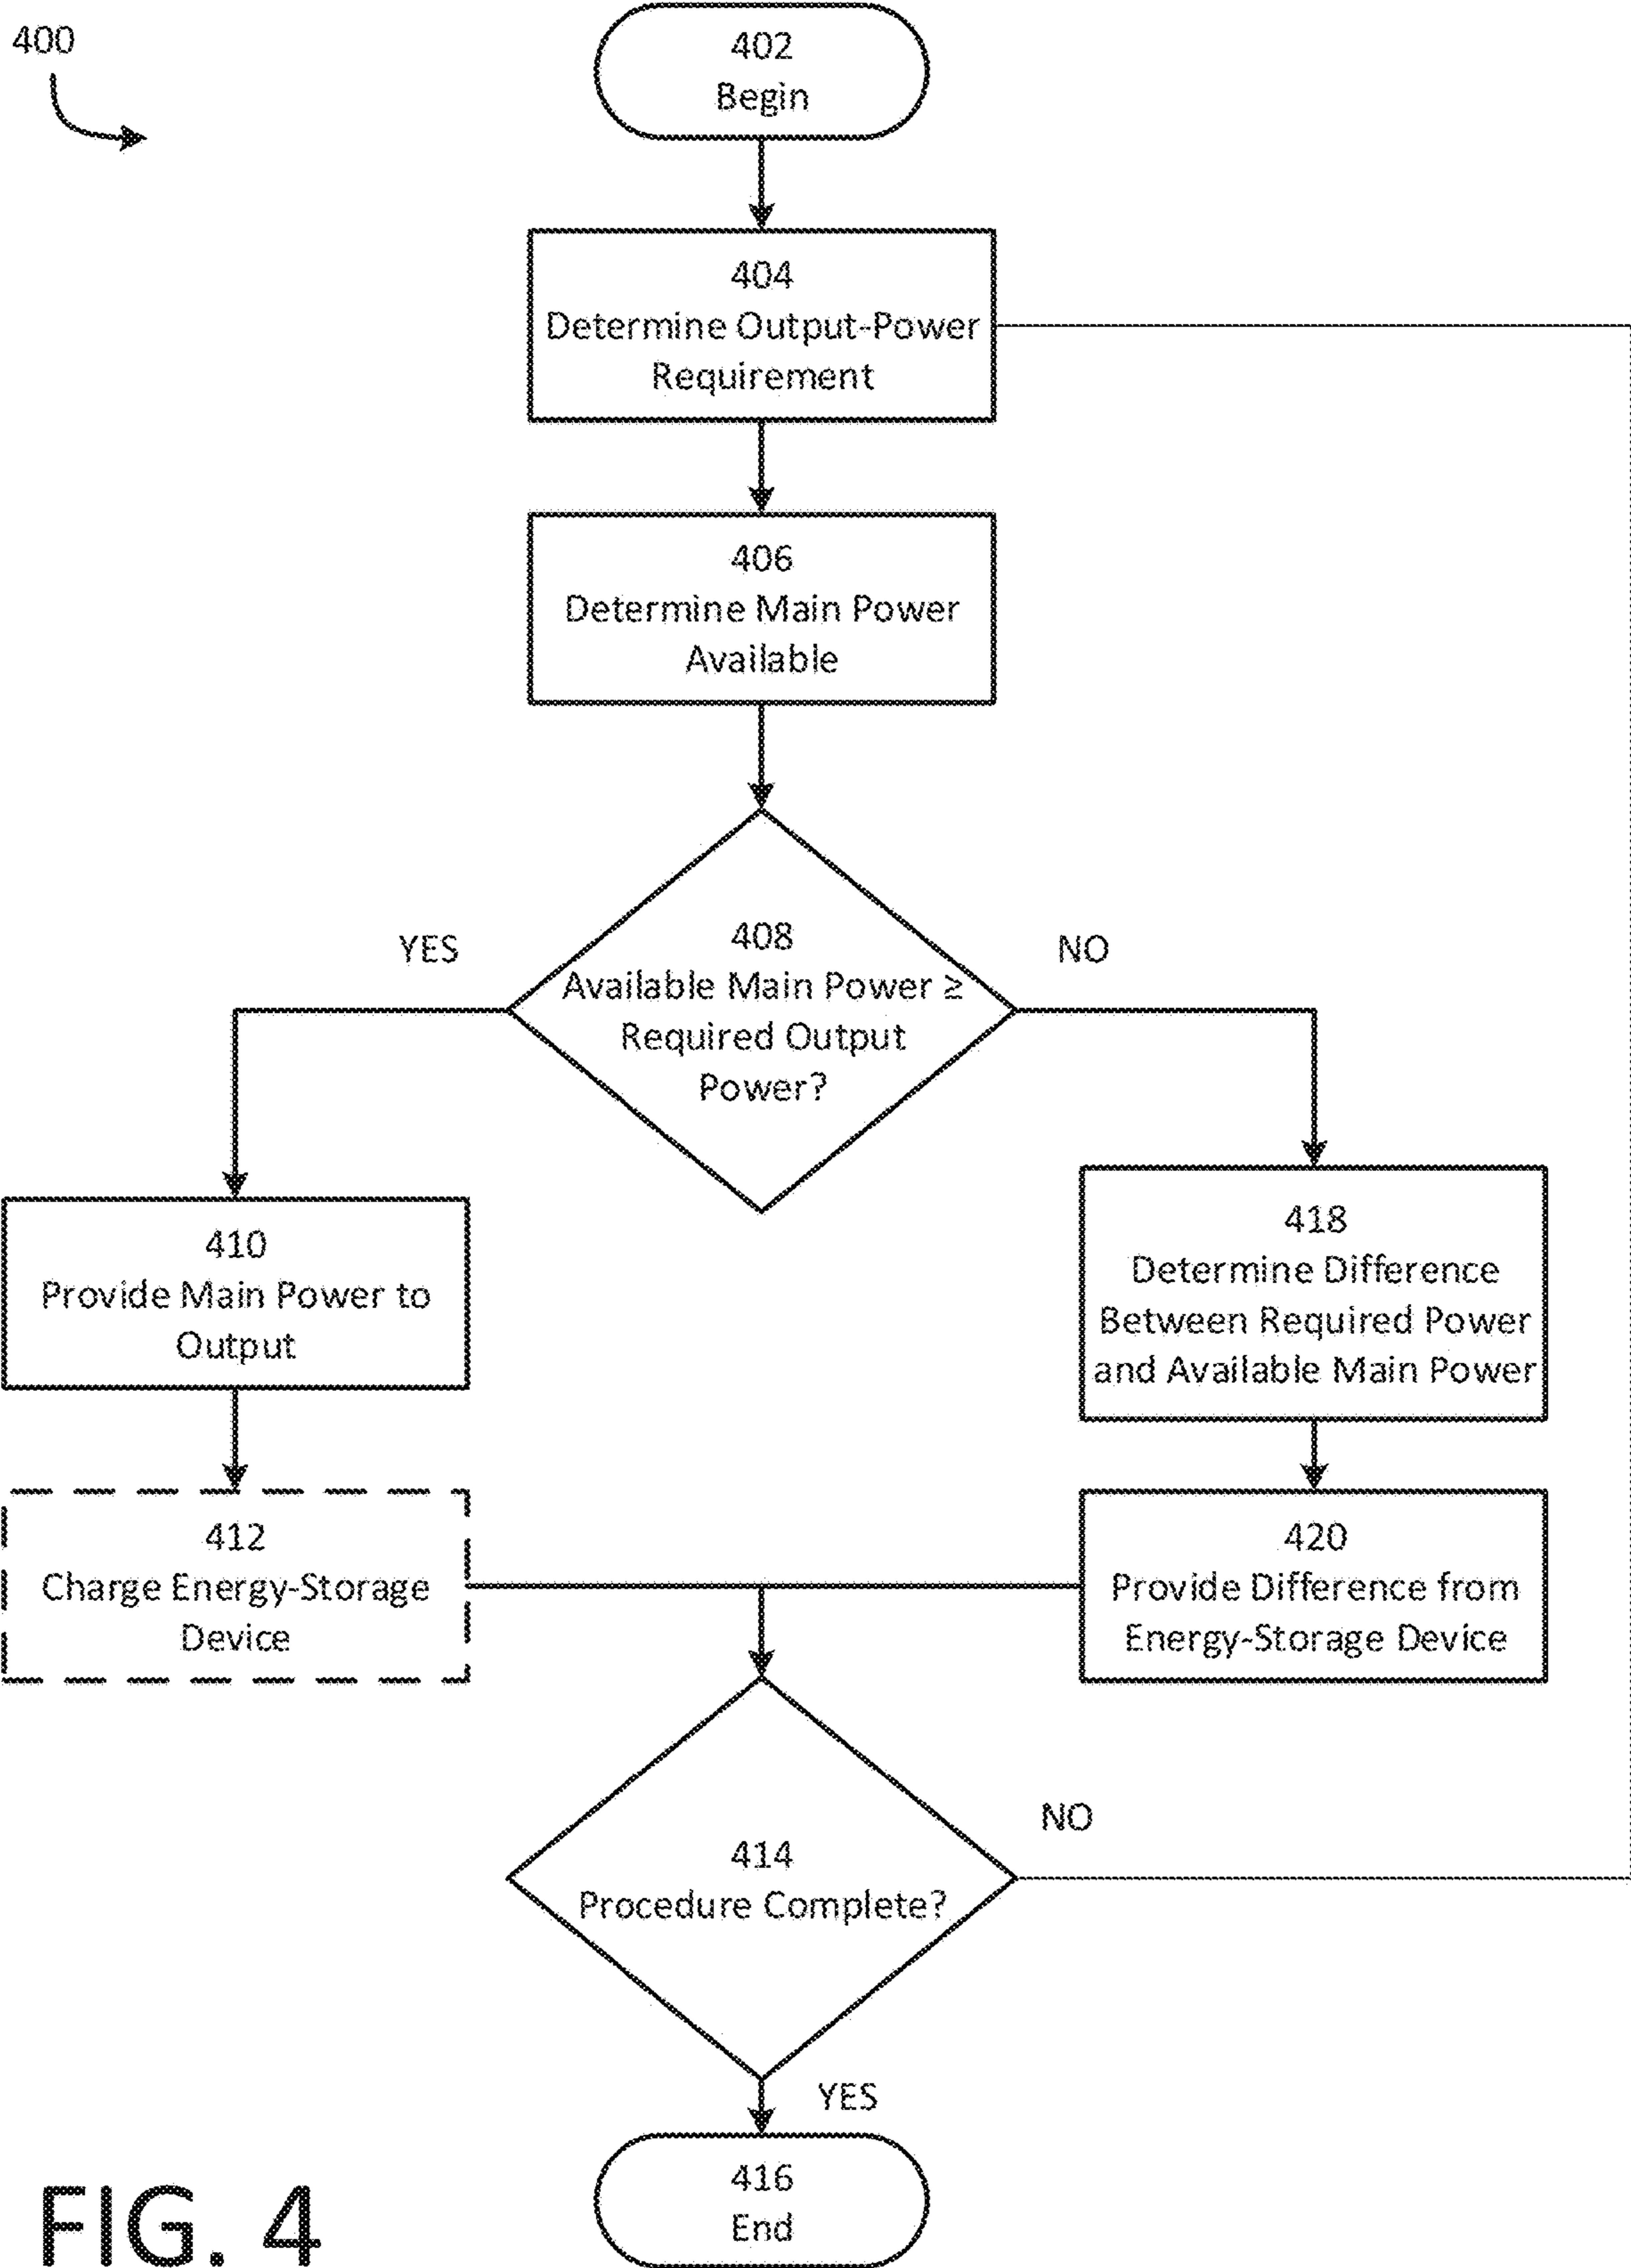 400
402
Begin
404
Determine Output-Power
Requirement
406
Determine Main Power
Available
408
Available Main Power ≥
Required Output
Power?
YES
NO
410
Provide Main Power to
Output
418
Determine Difference
Between Required Power
and Available Main Power
412
Charge Energy-Storage
Device
420
Provide Difference from
Energy-Storage Device
414
Procedure Complete?
NO
YES
416
End
FIG. 4